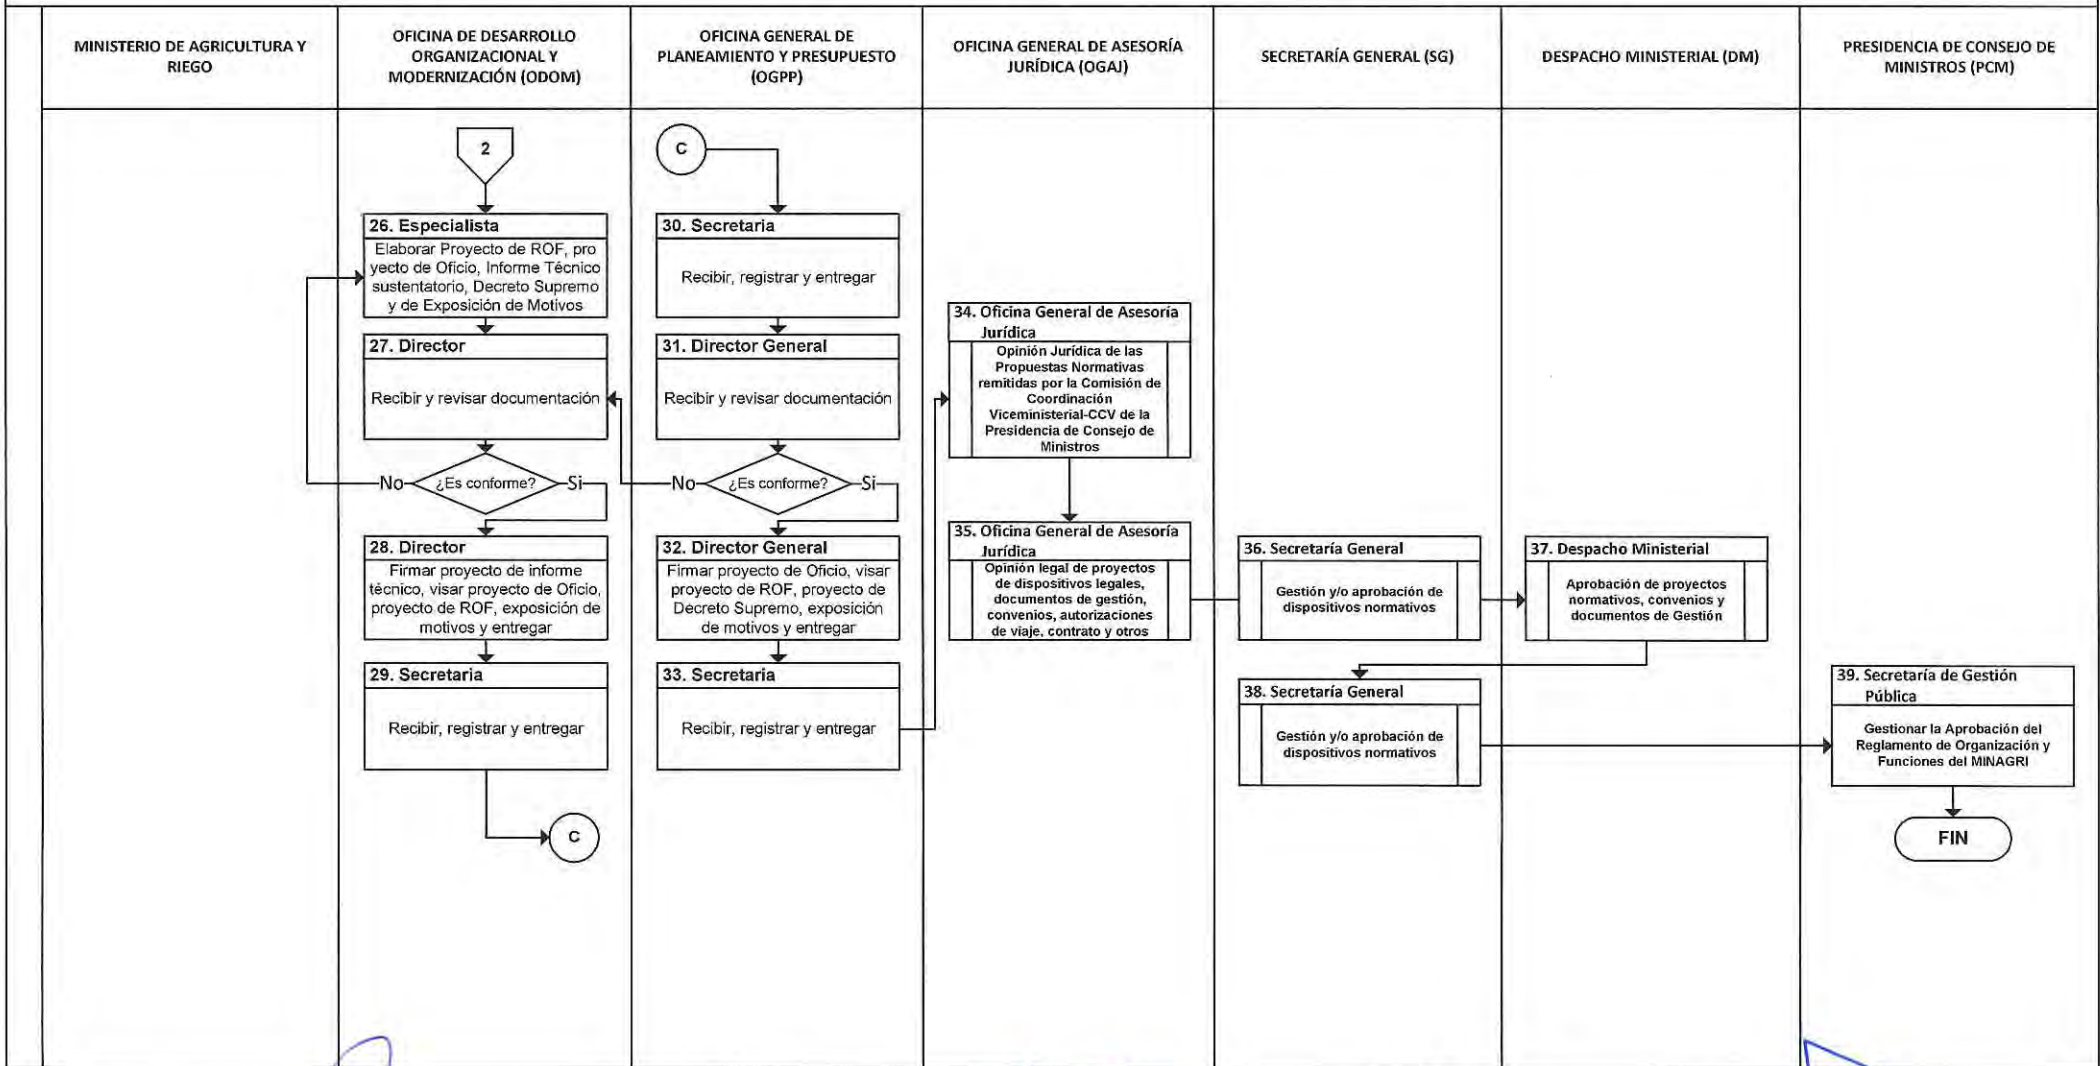 MINISTERIO DE AGRICULTURA Y
RIEGO
OFICINA DE DESARROLLO
ORGANIZACIONAL Y
MODERNIZACIÓN (ODOM)
OFICINA GENERAL DE
PLANEAMIENTO Y PRESUPUESTO
(OGPP)
OFICINA GENERAL DE ASESORÍA
JURÍDICA (OGAJ)
SECRETARÍA GENERAL (SG)
DESPACHO MINISTERIAL (DM)
PRESIDENCIA DE CONSEJO DE
MINISTROS (PCM)
2
26. Especialista
Elaborar Proyecto de ROF, pro
yecto de Oficio, Informe Técnico
sustentatorio, Decreto Supremo
y de Exposición de Motivos
27. Director
Recibir y revisar documentación
No
¿Es conforme?
Si
28. Director
Firmar proyecto de informe
técnico, visar proyecto de Oficio,
proyecto de ROF, exposición de
motivos y entregar
29. Secretaria
Recibir, registrar y entregar
C
C
30. Secretaria
Recibir, registrar y entregar
31. Director General
Recibir y revisar documentación
No
¿Es conforme?
Si
32. Director General
Firmar proyecto de Oficio, visar
proyecto de ROF, proyecto de
Decreto Supremo, exposición
de motivos y entregar
33. Secretaria
Recibir, registrar y entregar
34. Oficina General de Asesoría
Jurídica
Opinión Jurídica de las
Propuestas Normativas
remitidas por la Comisión de
Coordinación
Viceministerial-CCV de la
Presidencia de Consejo de
Ministros
35. Oficina General de Asesoría
Jurídica
Opinión legal de proyectos
de dispositivos legales,
documentos de gestión,
convenios, autorizaciones
de viaje, contrato y otros
36. Secretaría General
Gestión y/o aprobación de
dispositivos normativos
37. Despacho Ministerial
Aprobación de proyectos
normativos, convenios y
documentos de Gestión
38. Secretaría General
Gestión y/o aprobación de
dispositivos normativos
39. Secretaría de Gestión
Pública
Gestionar la Aprobación del
Reglamento de Organización y
Funciones del MINAGRI
FIN